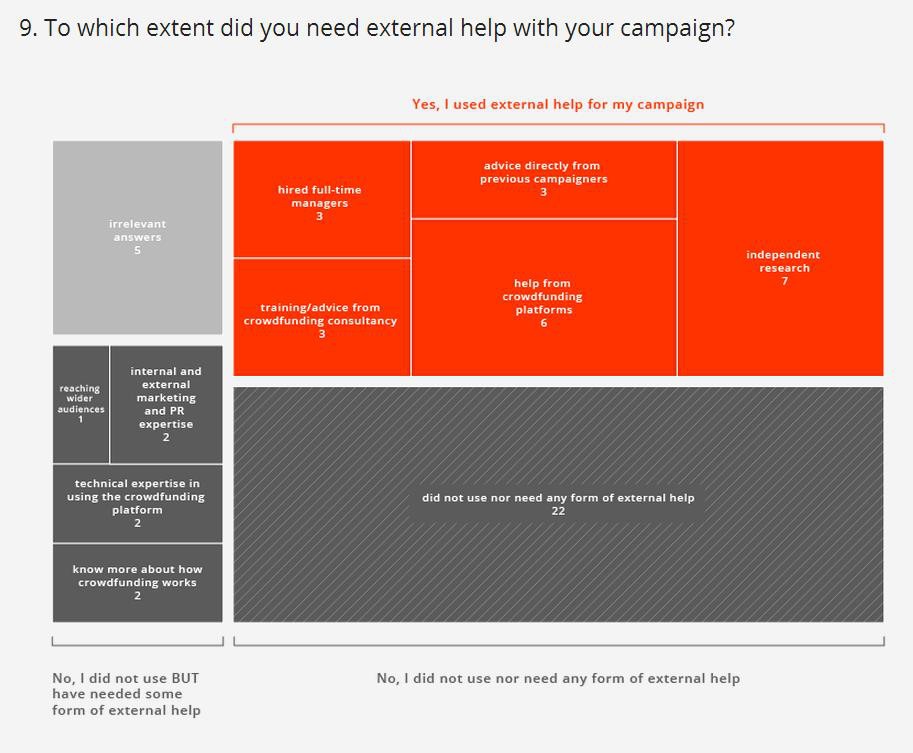 9. To which extent did you need external help with your campaign?
Yes, I used external help for my campaign
irrelevant
answers
5
hired full-time
managers
3
advice directly from
previous campaigners
3
independent
research
7
training/advice from
crowdfunding consultancy
3
help from
crowdfunding
platforms
6
reaching
wider
audiences
1
internal and
external
marketing
and PR
expertise
2
technical expertise in
using the crowdfunding
platform
2
know more about how
crowdfunding works
2
did not use nor need any form of external help
22
No, I did not use BUT
have needed some
form of external help
No, I did not use nor need any form of external help